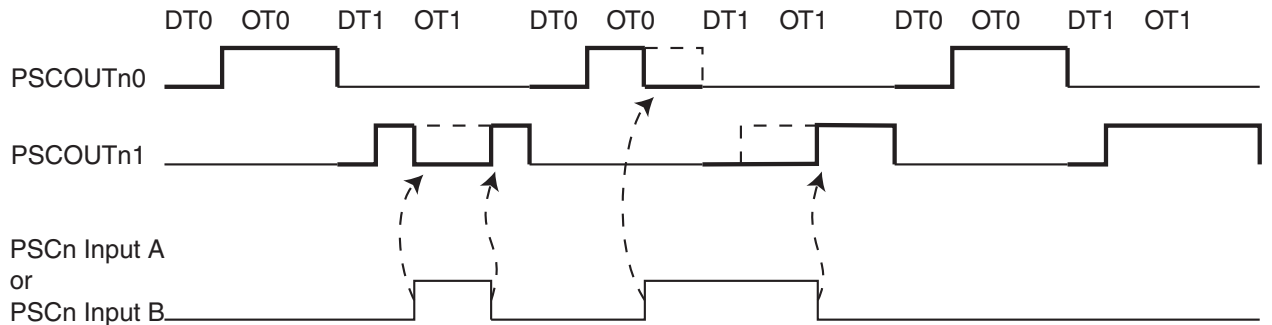 DT0 OT0 DT1 OT1 DT0 OT0 DT1 OT1 DT0 OT0 DT1 OT1
PSCOUTn0
PSCOUTn1
PSCn Input A
or
PSCn Input B